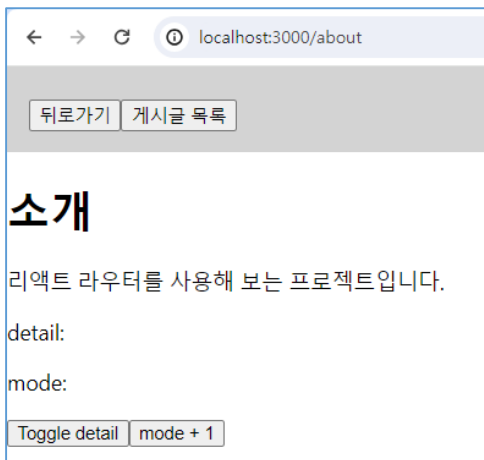 localhost:3000/about
뒤로가기 게시글 목록
소개
리액트 라우터를 사용해 보는 프로젝트입니다.
detail:
mode:
Toggle detail mode + 1